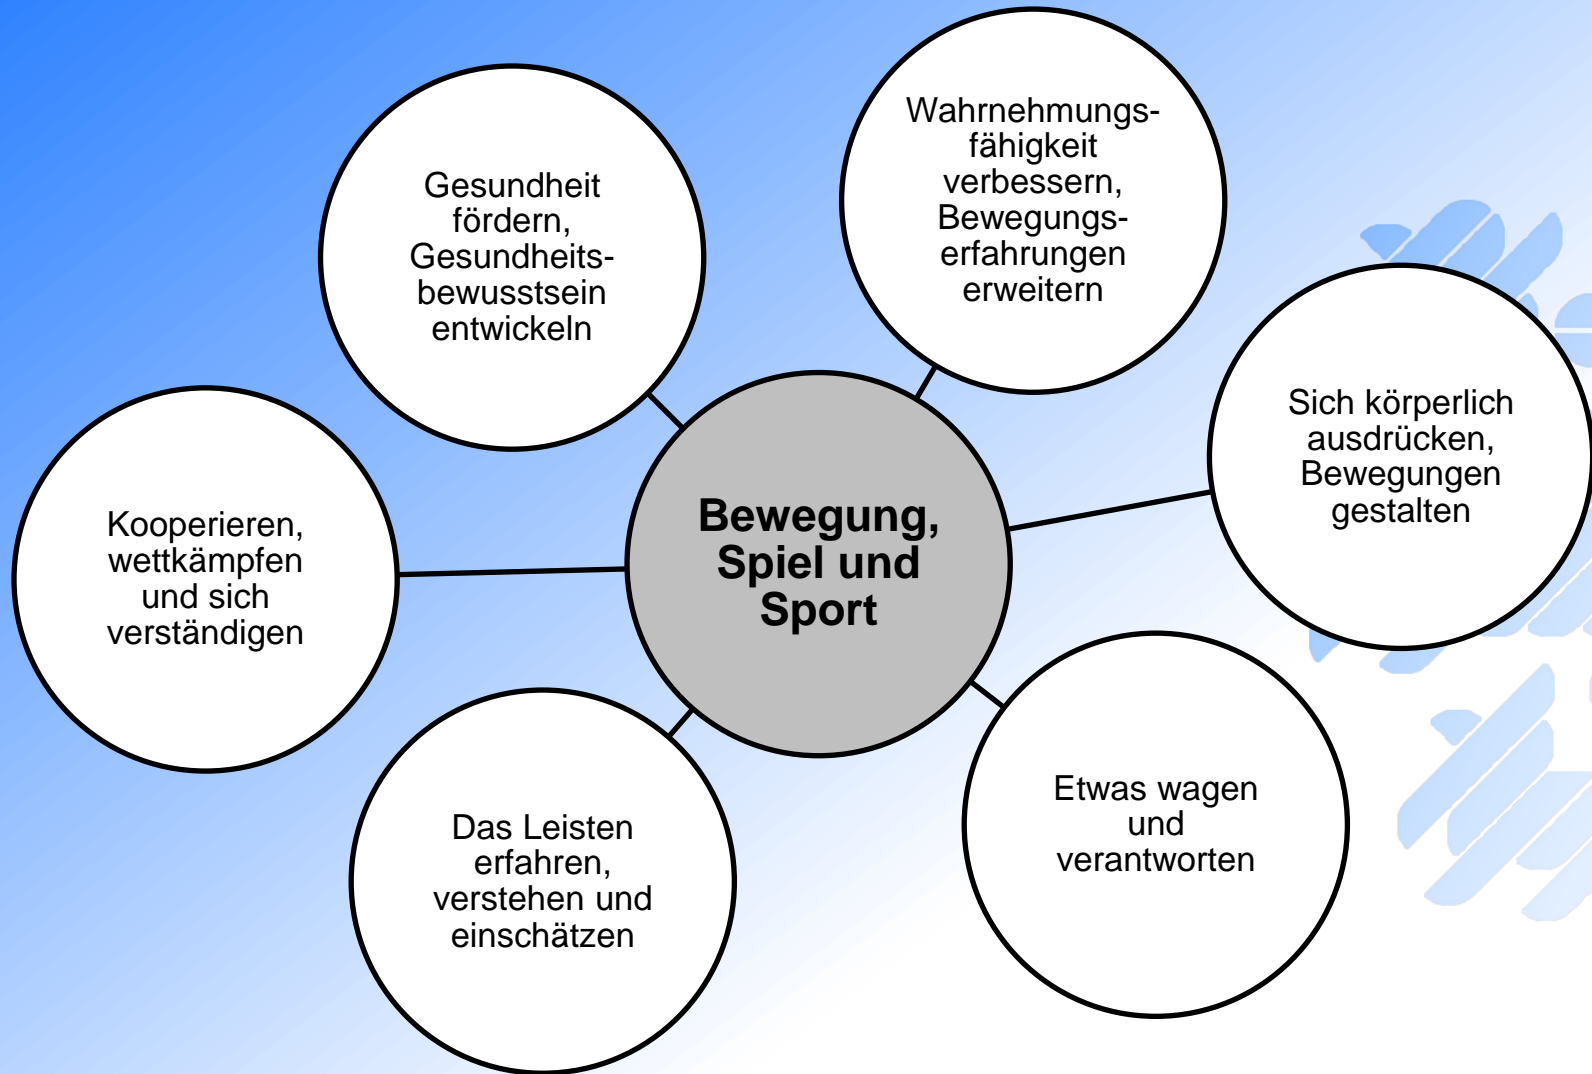 Wahrnehmungs-
fähigkeit
verbessern,
Bewegungs-
erfahrungen
erweitern
Gesundheit
fördern,
Gesundheits-
bewusstsein
entwickeln
Sich körperlich
ausdrücken,
Bewegungen
gestalten
Bewegung,
Spiel und
Sport
Kooperieren,
wettkämpfen
und sich
verständigen
Etwas wagen
und
verantworten
Das Leisten
erfahren,
verstehen und
einschätzen